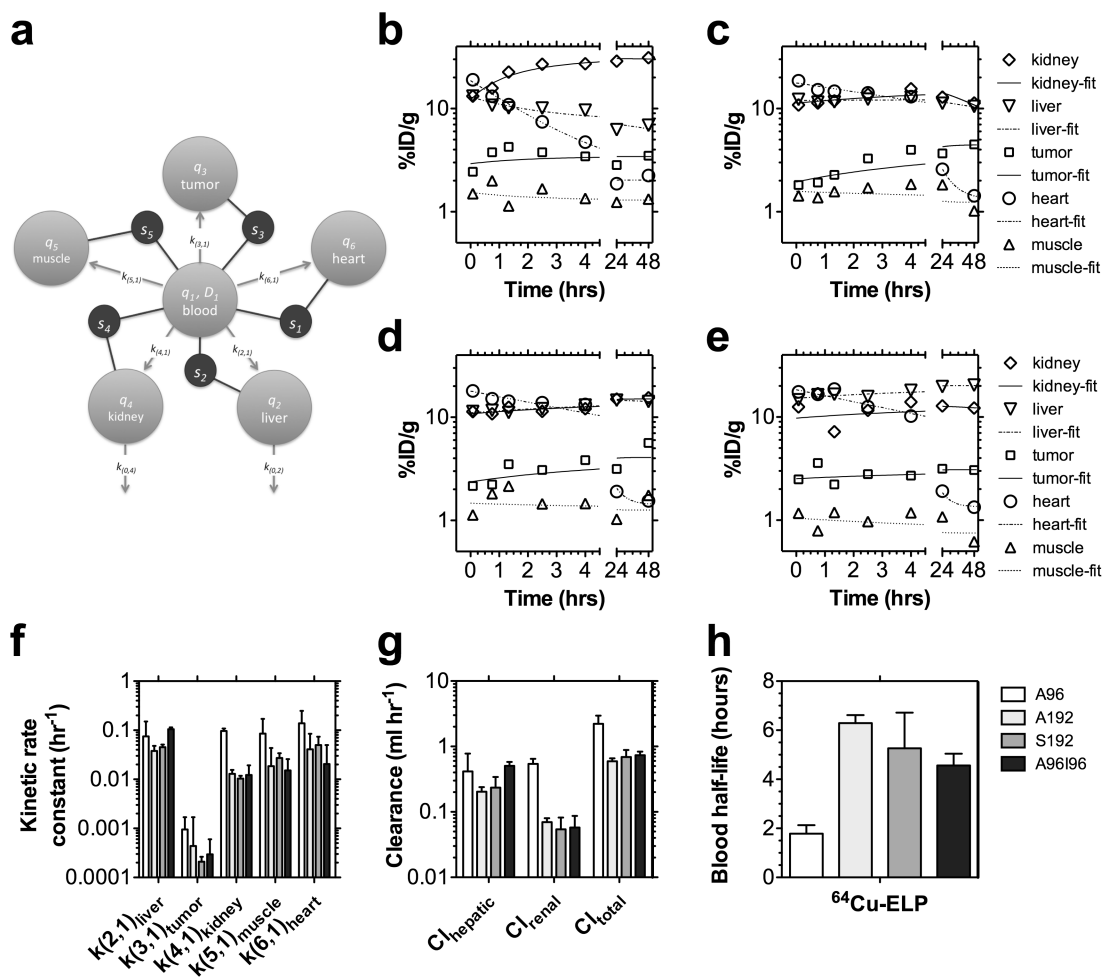 a
q3
tumor
q5
muscle
s5
s3
q6
heart
k(3,1)
k(5,1)
k(6,1)
q1, D1
blood
s4
s1
k(4,1)
k(2,1)
s2
q4
kidney
q2
liver
k(0,4)
k(0,2)
b
%ID/g
10
1
0 1 2 3 4 24 48
Time (hrs)
c
%ID/g
10
1
0 1 2 3 4 24 48
Time (hrs)
kidney
kidney-fit
liver
liver-fit
tumor
tumor-fit
heart
heart-fit
muscle
muscle-fit
d
%ID/g
10
1
0 1 2 3 4 24 48
Time (hrs)
e
%ID/g
10
1
0 1 2 3 4 24 48
Time (hrs)
kidney
kidney-fit
liver
liver-fit
tumor
tumor-fit
heart
heart-fit
muscle
muscle-fit
f
Kinetic rate
constant (hr-1)
1
0.1
0.01
0.001
0.0001
k(2,1)liver
k(3,1)tumor
k(4,1)kidney
k(5,1)muscle
k(6,1)heart
g
Clearance (ml hr-1)
10
1
0.1
0.01
Clhepatic
Clrenal
Cltotal
h
Blood half-life (hours)
8
6
4
2
0
64Cu-ELP
A96
A192
S192
A96I96